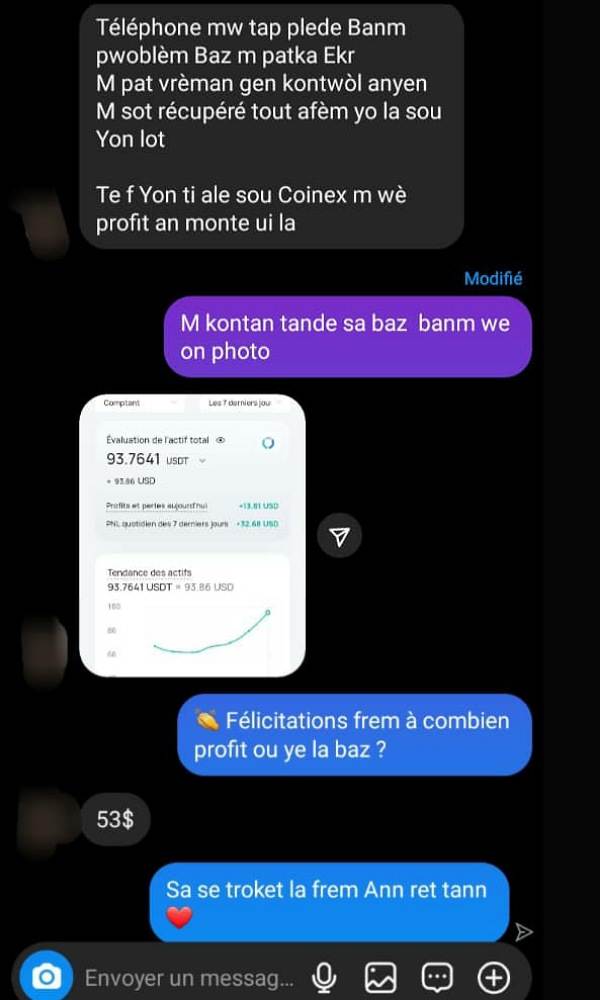 Téléphone mw tap plede Banm
pwoblèm Baz m patka Ekr
M pat vrèman gen kontwòl anyen
M sot récupéré tout afèm yo la sou
Yon lot
Te f Yon ti ale sou Coinex m wè
profit an monte ui la
Modifié
M kontan tande sa baz banm we
on photo
Comptant
Les 7 derniers jou
Évaluation de l'actif total
93.7641 USDT
≈ 93.86 USD
Profits et pertes aujourd'hui +13.81 USD
PNL quotidien des 7 derniers jours +32.68 USD
Tendance des actifs
93.7641 USDT ≈ 93.86 USD
100
👏 Félicitations frem à combien
profit ou ye la baz ?
53$
Sa se troket la frem Ann ret tann
❤️
Envoyer un messag...